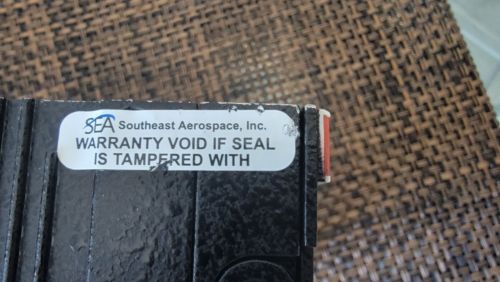 SEA Southeast Aerospace, Inc.
WARRANTY VOID IF SEAL
IS TAMPERED WITH